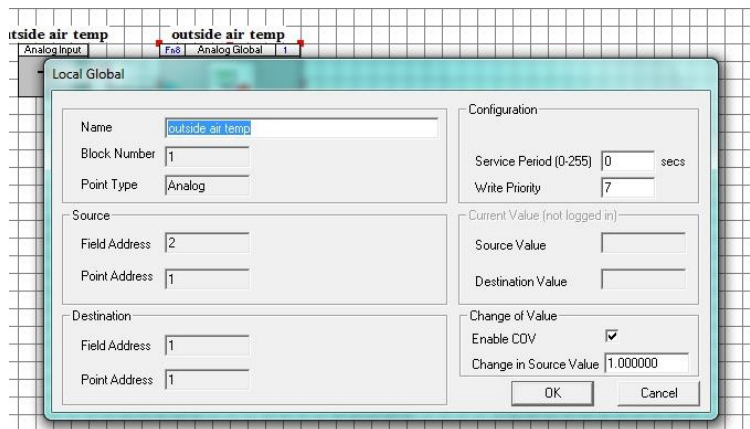 tside air temp
outside air temp
Analog Input
Fn8 Analog Global 1
Local Global
Name outside air temp
Block Number 1
Point Type Analog
Source
Field Address 2
Point Address 1
Destination
Field Address 1
Point Address 1
Configuration
Service Period (0-255) 0 secs
Write Priority 7
Current Value (not logged in)
Source Value
Destination Value
Change of Value
Enable COV
Change in Source Value 1.000000
OK Cancel